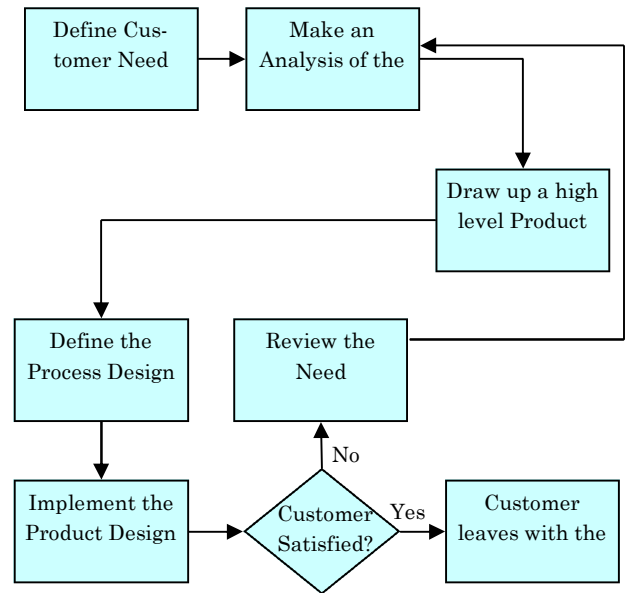 Define Cus-
tomer Need
Make an
Analysis of the
Draw up a high
level Product
Define the
Process Design
Review the
Need
No
Implement the
Product Design
Customer
Satisfied?
Yes
Customer
leaves with the